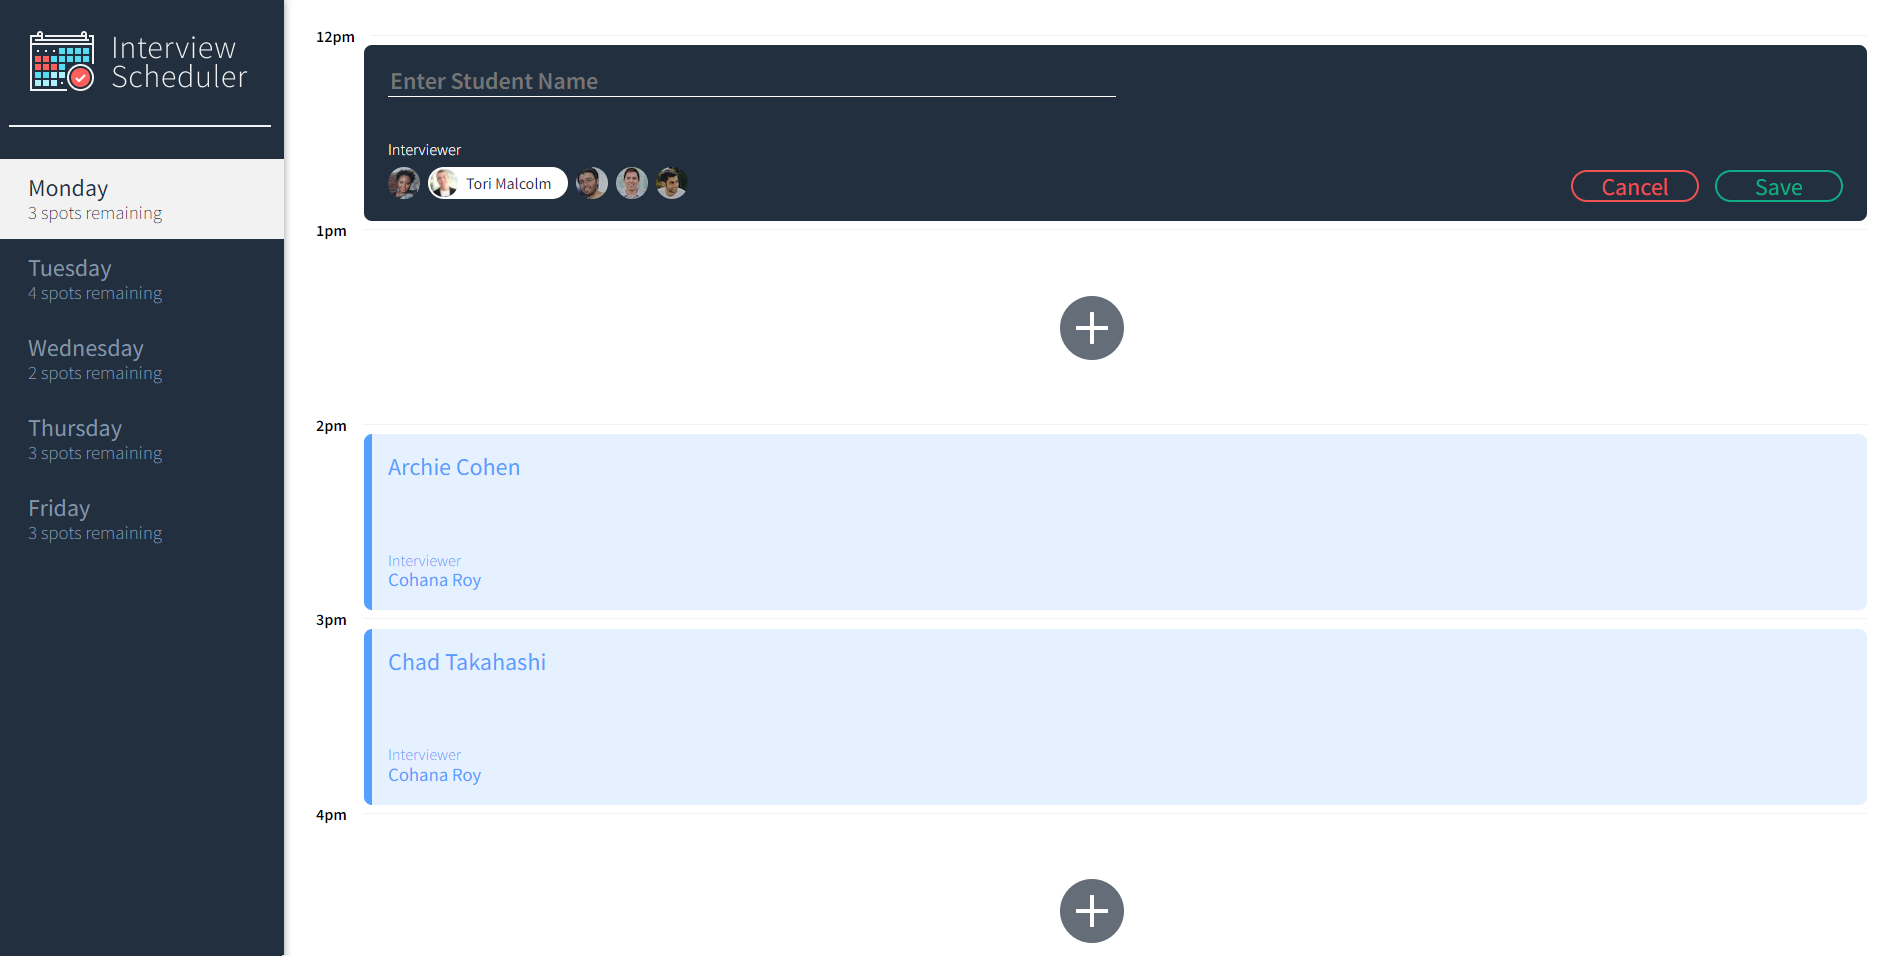 Interview
Scheduler
Monday
3 spots remaining
Tuesday
4 spots remaining
Wednesday
2 spots remaining
Thursday
3 spots remaining
Friday
3 spots remaining
12pm
Enter Student Name
Interviewer
Tori Malcolm
Cancel
Save
1pm
2pm
Archie Cohen
Interviewer
Cohana Roy
3pm
Chad Takahashi
Interviewer
Cohana Roy
4pm